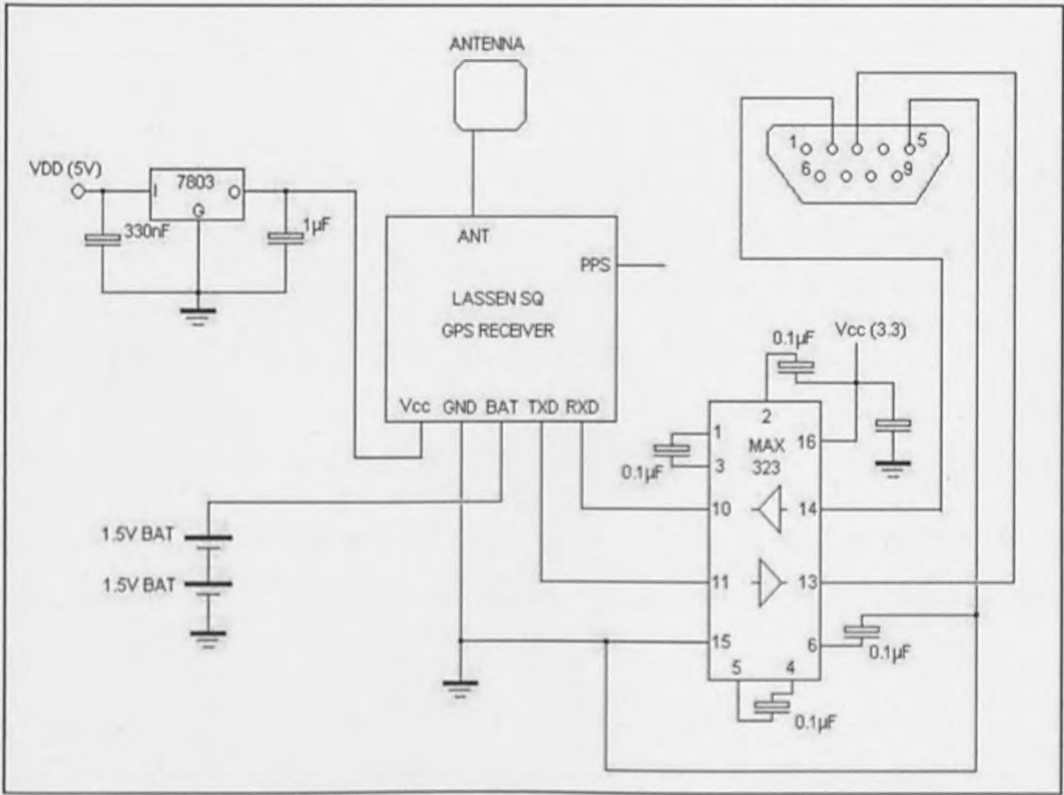 ANTENNA
VDD (5V)
I 7803 O
G
330nF
1µF
1 5
6 9
ANT
PPS
LASSEN SQ
GPS RECEIVER
Vcc GND BAT TXD RXD
Vcc (3.3)
0.1µF
2
1
16
MAX
3
323
0.1µF
10
14
1.5V BAT
11
13
1.5V BAT
15
6
0.1µF
5 4
0.1µF